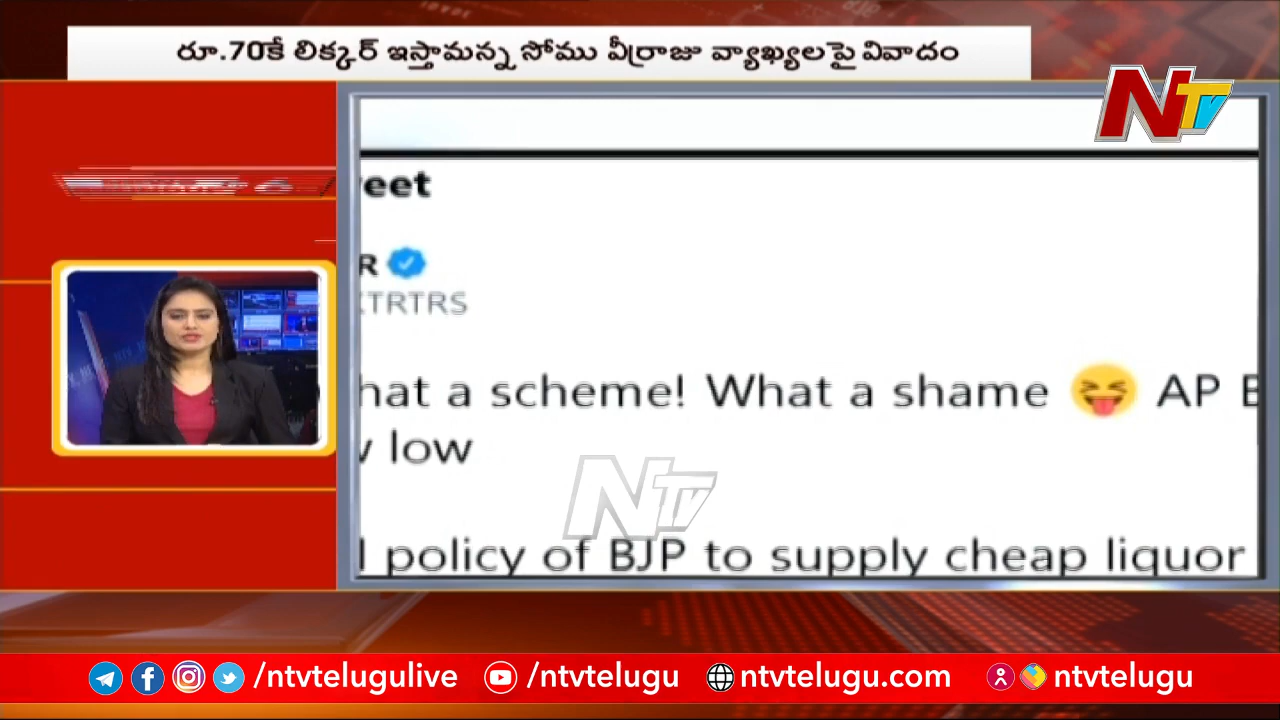 రూ.70కే లిక్కర్ ఇస్తామన్న సోము వీర్రాజు వ్యాఖ్యలపై వివాదం
NTV
eet
R
KTRTRS
hat a scheme! What a shame 😝 AP B
w low
NTV
l policy of BJP to supply cheap liquor
/ntvtelugulive /ntvtelugu ntvtelugu.com ntvtelugu